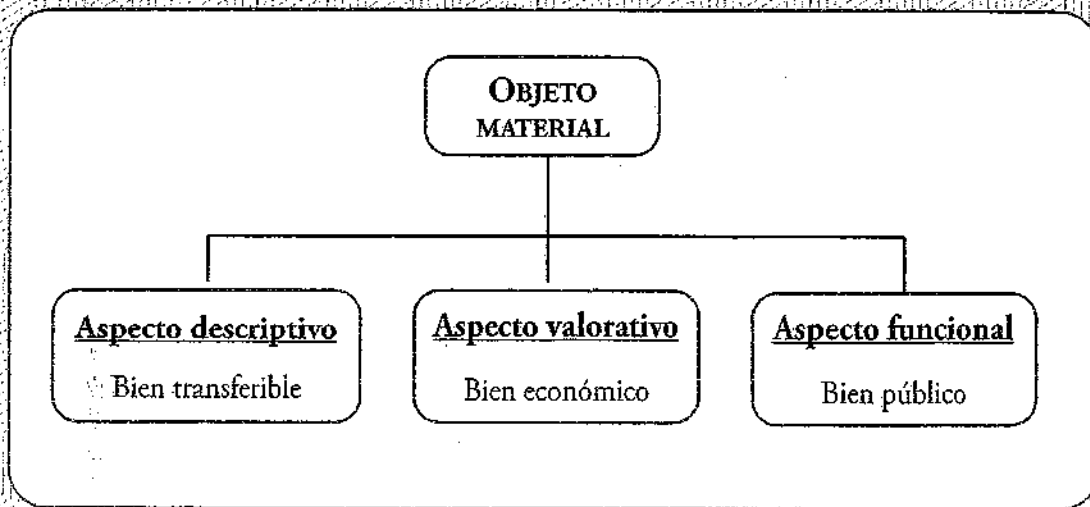 OBJETO
MATERIAL
Aspecto descriptivo
Bien transferible
Aspecto valorativo
Bien económico
Aspecto funcional
Bien público